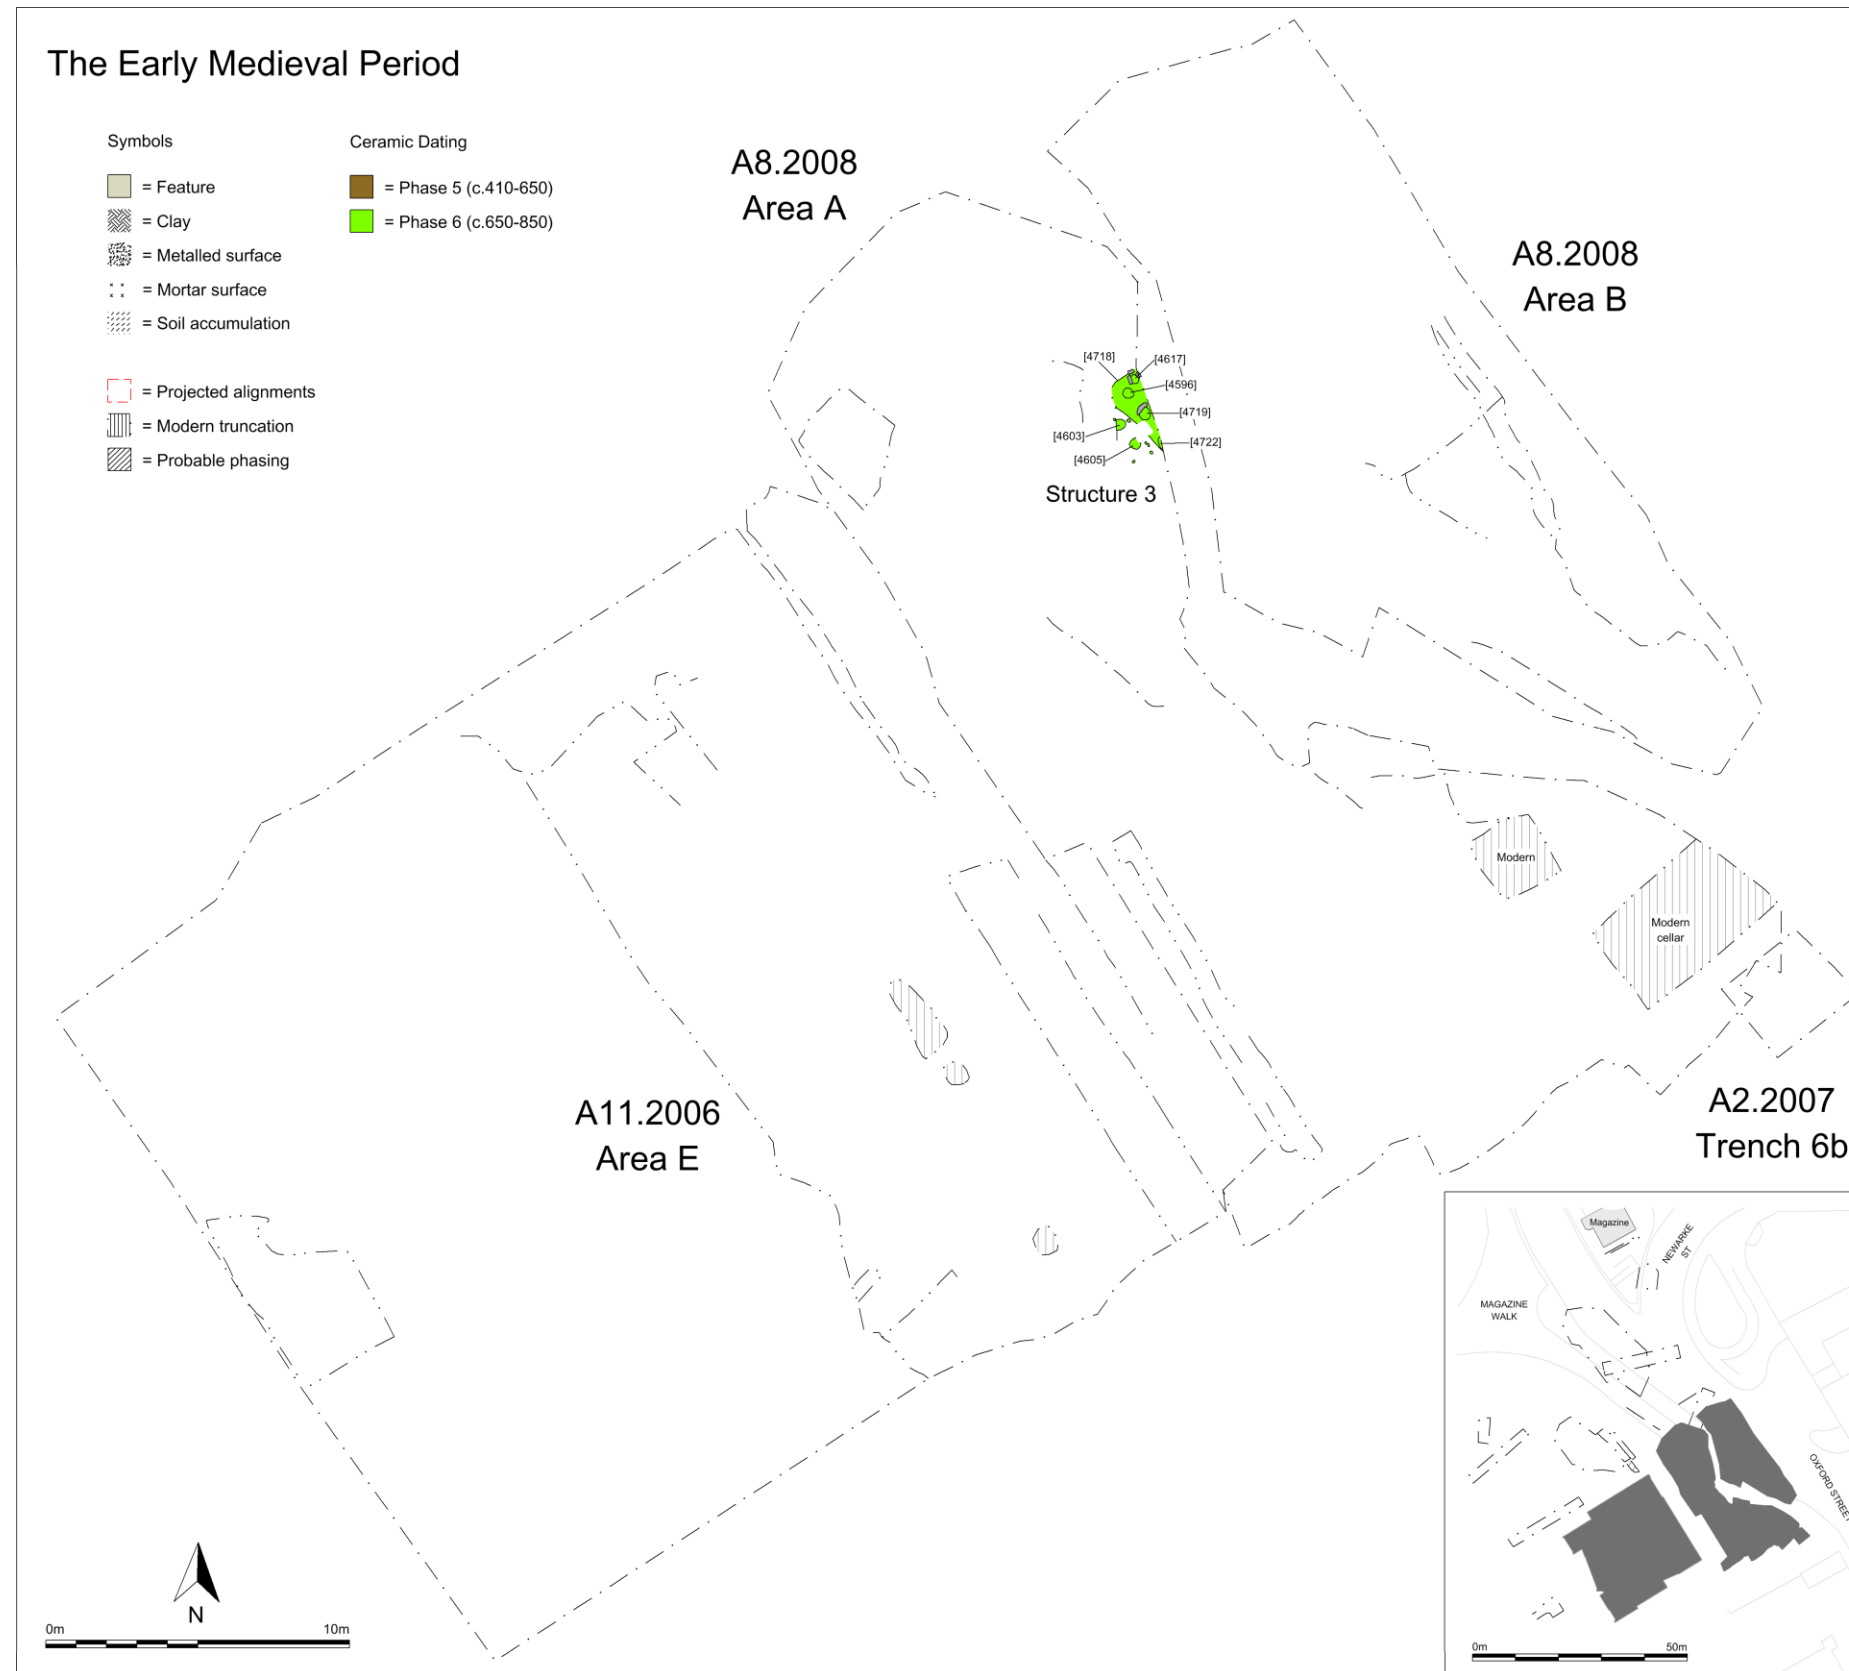 The Early Medieval Period
Symbols
= Feature
= Clay
= Metalled surface
= Mortar surface
= Soil accumulation
= Projected alignments
= Modern truncation
= Probable phasing
Ceramic Dating
= Phase 5 (c.410-650)
= Phase 6 (c.650-850)
A8.2008
Area A
A8.2008
Area B
[4718]
[4617]
[4596]
[4719]
[4603]
[4722]
[4605]
Structure 3
Modern
Modern
cellar
A11.2006
Area E
A2.2007
Trench 6b
N
0m
10m
Magazine
NEWARKE
ST
MAGAZINE
WALK
OXFORD STREET
0m
50m